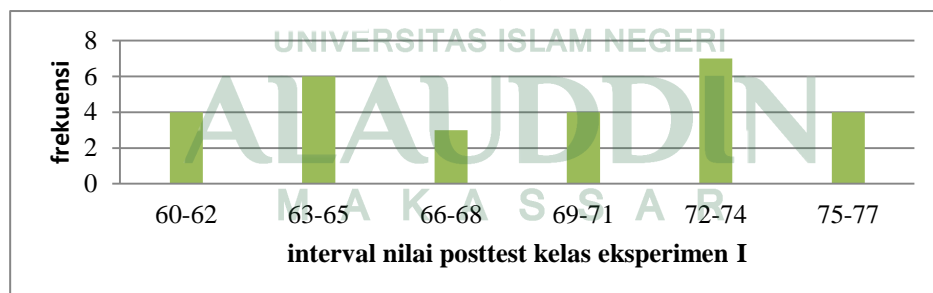 UNIVERSITAS ISLAM NEGERI
ALAUDDIN
MAKASSAR
frekuensi
8
6
4
2
0
60-62 63-65 66-68 69-71 72-74 75-77
interval nilai posttest kelas eksperimen I